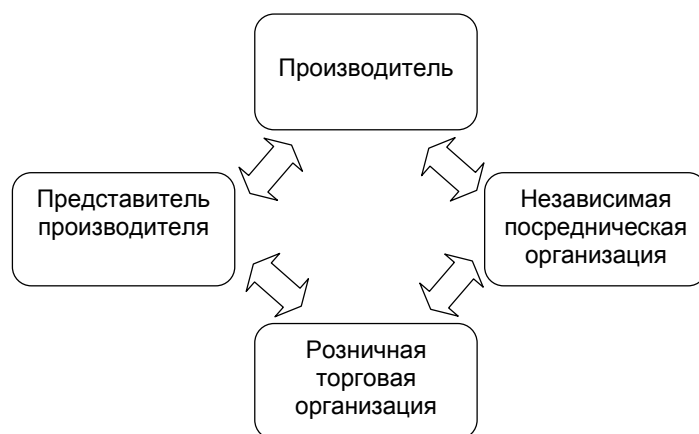 Производитель
Представитель
производителя
Независимая
посредническая
организация
Розничная
торговая
организация